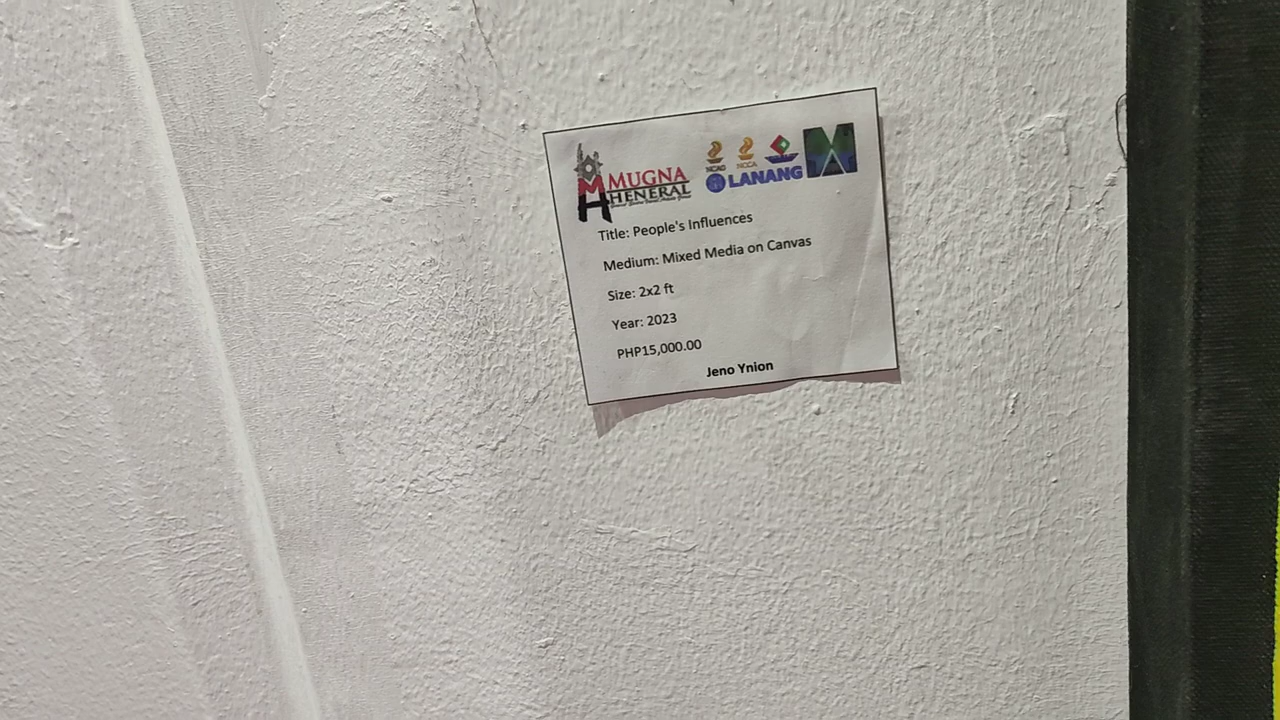 MUGNA
HENERAL
NCCA
LANANG
M
Title: People's Influences
Medium: Mixed Media on Canvas
Size: 2x2 ft
Year: 2023
PHP15,000.00
Jeno Ynion